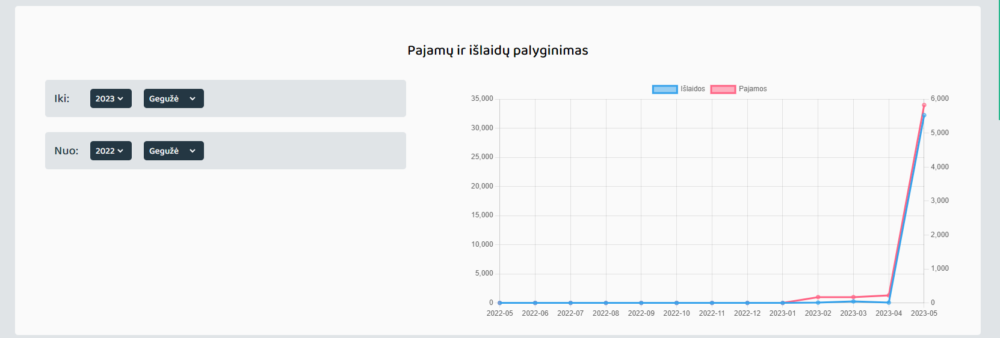 Pajamų ir išlaidų palyginimas
Iki: 2023 Gegužė
Nuo: 2022 Gegužė
Išlaidos Pajamos
35,000 6,000
30,000 5,000
25,000 4,000
20,000 3,000
15,000 2,000
10,000 1,000
5,000
0 0
2022-05 2022-06 2022-07 2022-08 2022-09 2022-10 2022-11 2022-12 2023-01 2023-02 2023-03 2023-04 2023-05